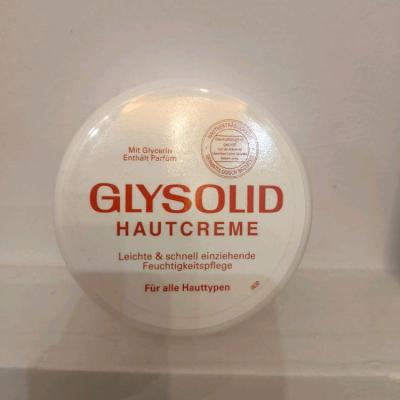 Mit Glycerin
Enthält Parfüm
GLYSOLID
HAUTCREME
Leichte & schnell einziehende
Feuchtigkeitspflege
Für alle Hauttypen